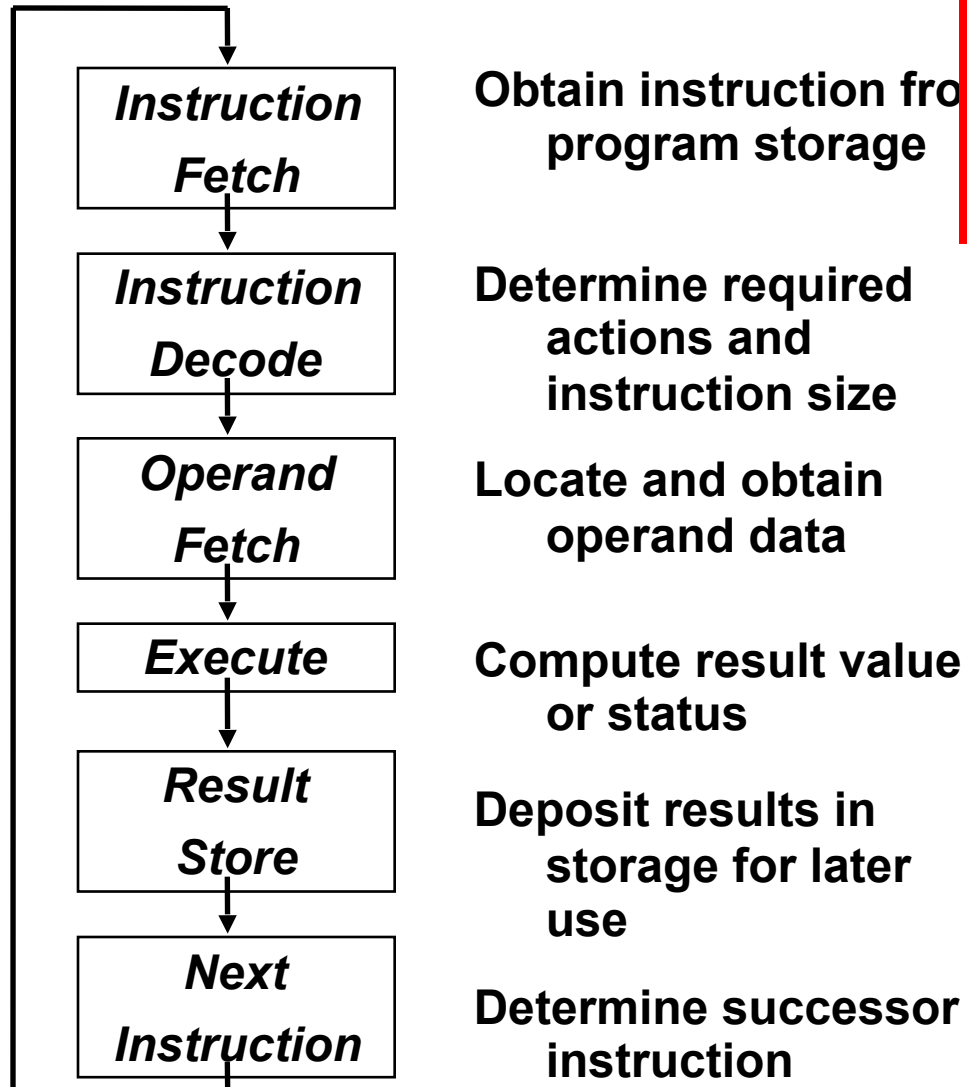 Instruction
Fetch
Obtain instruction fro
program storage
Instruction
Decode
Determine required
actions and
instruction size
Operand
Fetch
Locate and obtain
operand data
Execute
Compute result value
or status
Result
Store
Deposit results in
storage for later
use
Next
Instruction
Determine successor
instruction